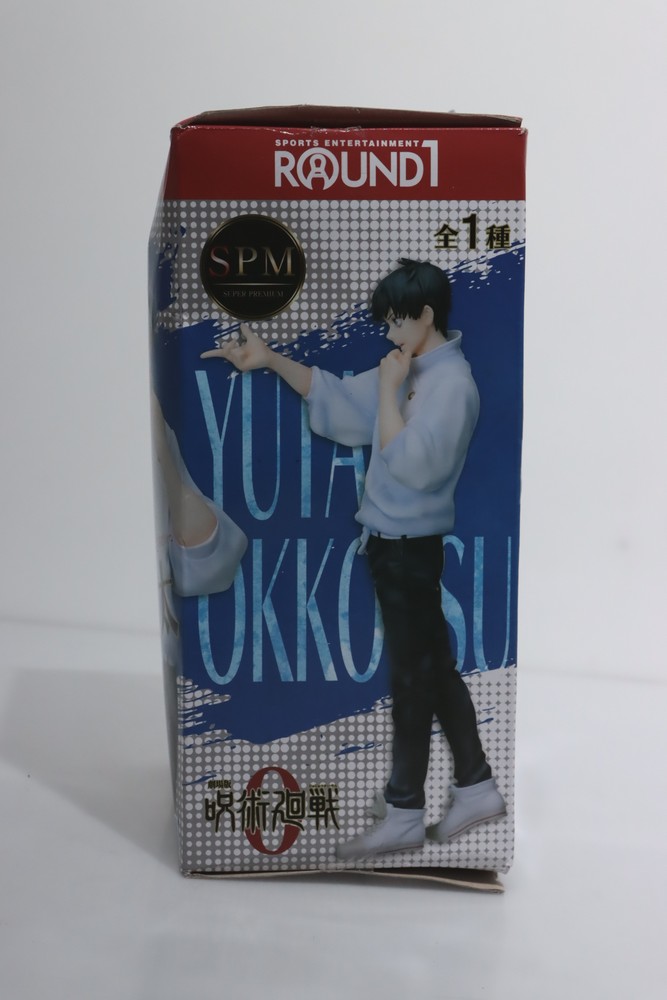 SPORTS ENTERTAINMENT
ROUND1
SPM
SUPER PREMIUM
全1種
YUTA
OKKOTSU
劇場版
呪術廻戦
0